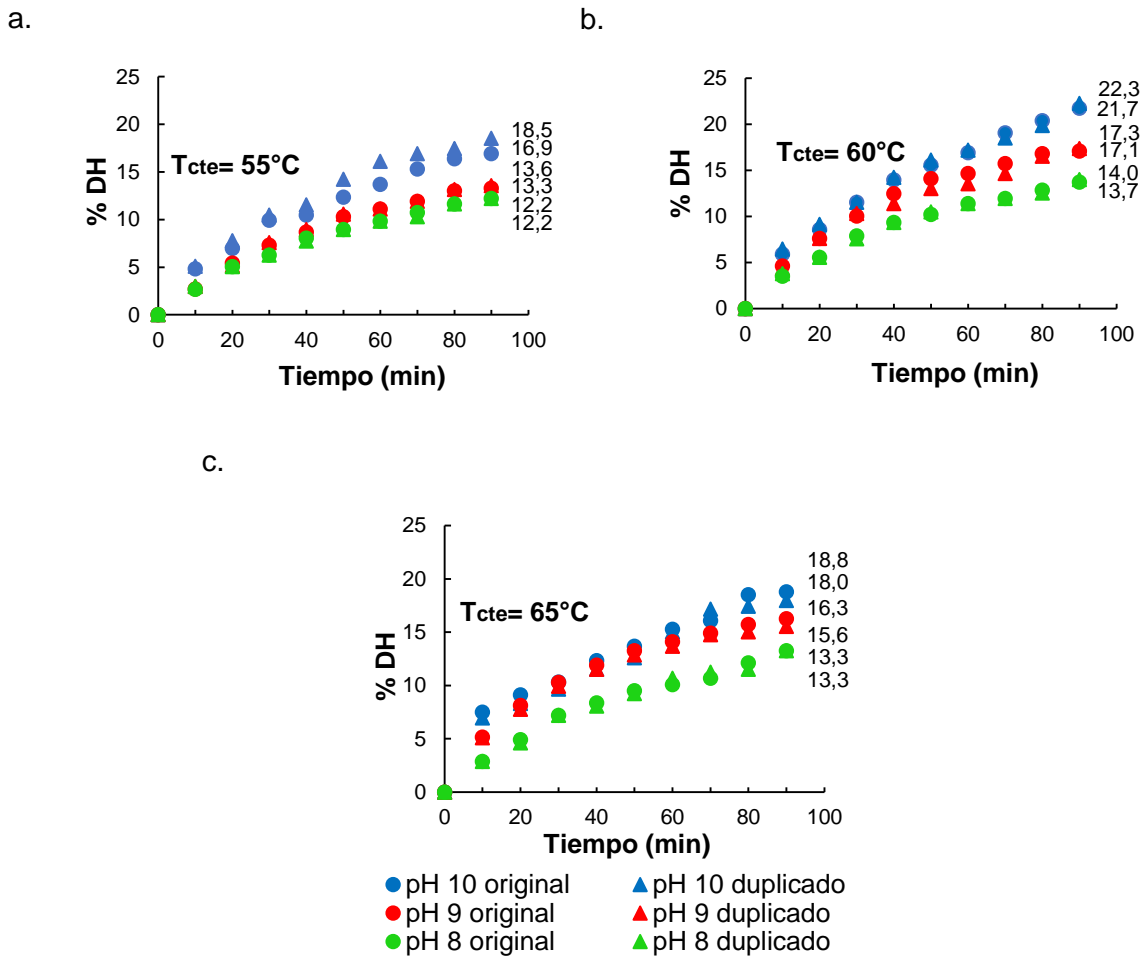 a.
25
20
15
10
5
0
% DH
Tcte= 55°C
18,5
16,9
13,6
13,3
12,2
12,2
0 20 40 60 80 100
Tiempo (min)
b.
25
20
15
10
5
0
% DH
Tcte= 60°C
22,3
21,7
17,3
17,1
14,0
13,7
0 20 40 60 80 100
Tiempo (min)
c.
25
20
15
10
5
0
% DH
Tcte= 65°C
18,8
18,0
16,3
15,6
13,3
13,3
0 20 40 60 80 100
Tiempo (min)
pH 10 original pH 10 duplicado
pH 9 original pH 9 duplicado
pH 8 original pH 8 duplicado